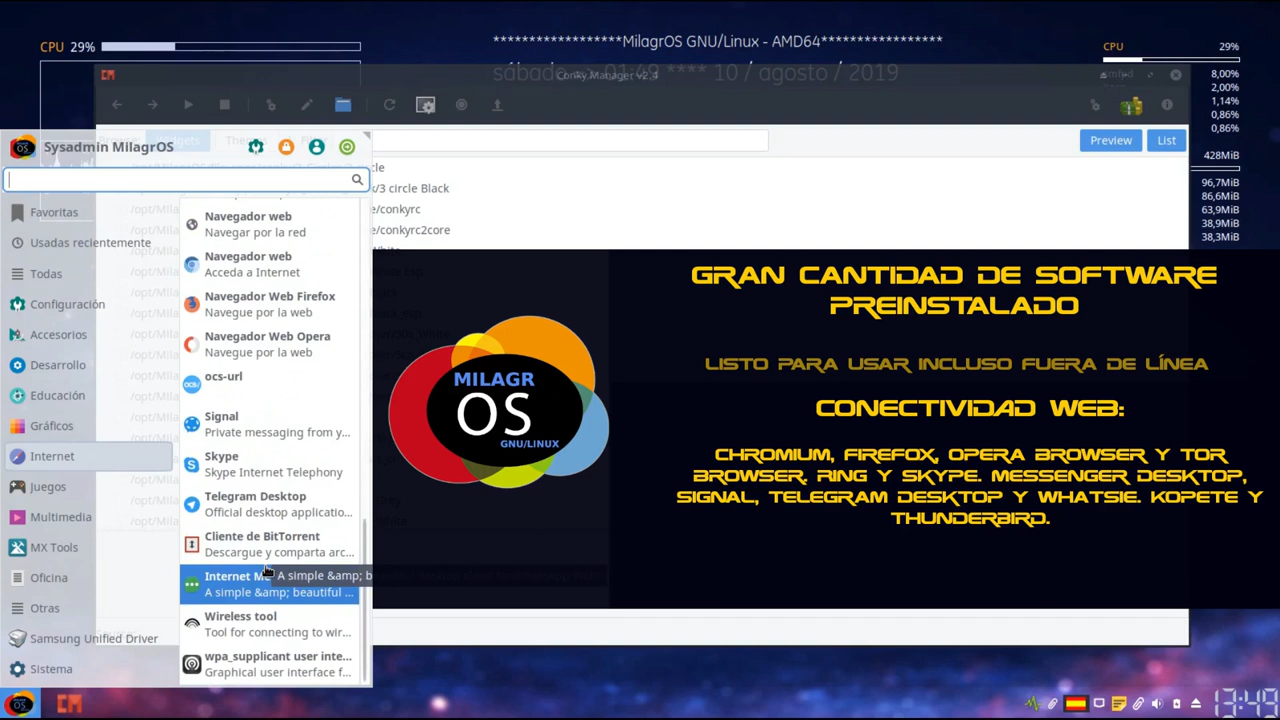 CPU 29%
*****************MilagrOS GNU/Linux - AMD64*****************
sábado -> 01:49 **** 10 / agosto / 2019
CPU 29%
8,00%
2,00%
1,14%
0,86%
0,86%
428MiB
96,7MiB
86,6MiB
63,9MiB
38,9MiB
38,3MiB
Conky Manager v2.4
Widgets
Preview
List
Sysadmin MilagrOS
circle
/3 circle Black
e/conkyrc
e/conkyrc2core
Favoritas
Usadas recientemente
Todas
Configuración
Accesorios
Desarrollo
Educación
Gráficos
Internet
Juegos
Multimedia
MX Tools
Oficina
Otras
Samsung Unified Driver
Sistema
Navegador web
Navegar por la red
Navegador web
Acceda a Internet
Navegador Web Firefox
Navegue por la web
Navegador Web Opera
Navegue por la web
ocs-url
Signal
Private messaging from y...
Skype
Skype Internet Telephony
Telegram Desktop
Official desktop applicatio...
Cliente de BitTorrent
Descargue y comparta arc...
Internet M
A simple &amp; beautiful ...
A simple &amp; b
Wireless tool
Tool for connecting to wir...
wpa_supplicant user inte...
Graphical user interface f...
MILAGR
OS
GNU/LINUX
GRAN CANTIDAD DE SOFTWARE
PREINSTALADO
LISTO PARA USAR INCLUSO FUERA DE LÍNEA
CONECTIVIDAD WEB:
CHROMIUM, FIREFOX, OPERA BROWSER Y TOR
BROWSER. RING Y SKYPE. MESSENGER DESKTOP,
SIGNAL, TELEGRAM DESKTOP Y WHATSIE. KOPETE Y
THUNDERBIRD.
13:49